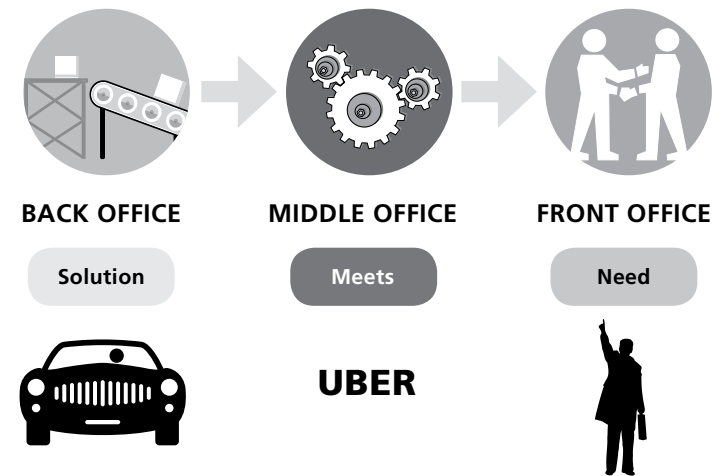 BACK OFFICE
MIDDLE OFFICE
FRONT OFFICE
Solution
Meets
Need
UBER